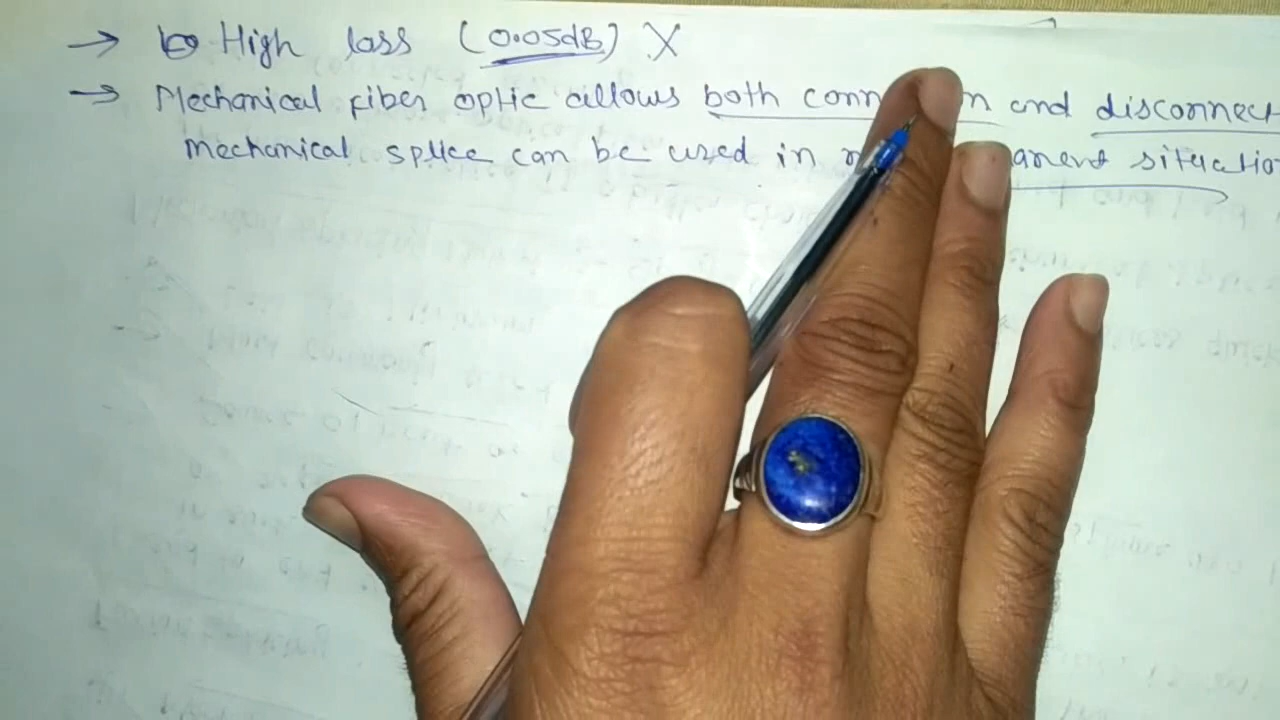 → High loss (0.05dB) X
→ Mechanical fiber optic allows both conn n and disconnect
mechanical splice can be used in anent situatio